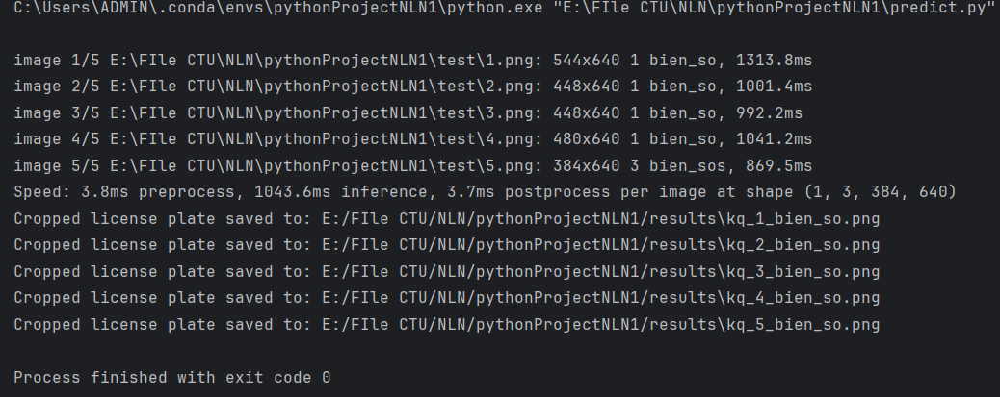 C:\Users\ADMIN\.conda\envs\pythonProjectNLN1\python.exe "E:\FIle CTU\NLN\pythonProjectNLN1\predict.py"
image 1/5 E:\FIle CTU\NLN\pythonProjectNLN1\test\1.png: 544x640 1 bien_so, 1313.8ms
image 2/5 E:\FIle CTU\NLN\pythonProjectNLN1\test\2.png: 448x640 1 bien_so, 1001.4ms
image 3/5 E:\FIle CTU\NLN\pythonProjectNLN1\test\3.png: 448x640 1 bien_so, 992.2ms
image 4/5 E:\FIle CTU\NLN\pythonProjectNLN1\test\4.png: 480x640 1 bien_so, 1041.2ms
image 5/5 E:\FIle CTU\NLN\pythonProjectNLN1\test\5.png: 384x640 3 bien_sos, 869.5ms
Speed: 3.8ms preprocess, 1043.6ms inference, 3.7ms postprocess per image at shape (1, 3, 384, 640)
Cropped license plate saved to: E:/FIle CTU/NLN/pythonProjectNLN1/results\kq_1_bien_so.png
Cropped license plate saved to: E:/FIle CTU/NLN/pythonProjectNLN1/results\kq_2_bien_so.png
Cropped license plate saved to: E:/FIle CTU/NLN/pythonProjectNLN1/results\kq_3_bien_so.png
Cropped license plate saved to: E:/FIle CTU/NLN/pythonProjectNLN1/results\kq_4_bien_so.png
Cropped license plate saved to: E:/FIle CTU/NLN/pythonProjectNLN1/results\kq_5_bien_so.png
Process finished with exit code 0